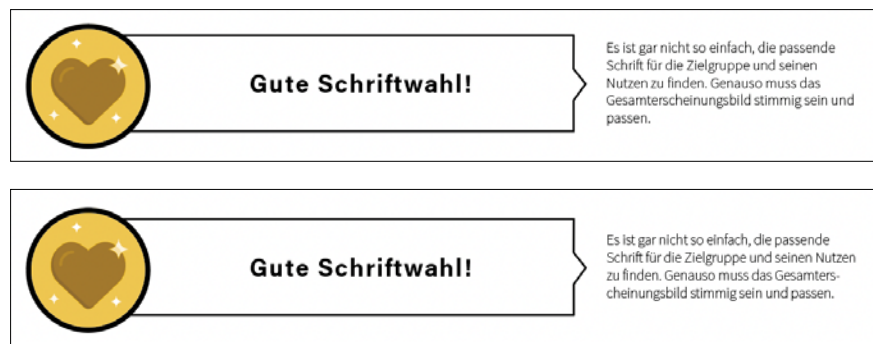 Gute Schriftwahl!
Es ist gar nicht so einfach, die passende
Schrift für die Zielgruppe und seinen
Nutzen zu finden. Genauso muss das
Gesamterscheinungsbild stimmig sein und
passen.
Gute Schriftwahl!
Es ist gar nicht so einfach, die passende
Schrift für die Zielgruppe und seinen Nutzen
zu finden. Genauso muss das Gesamters-
cheinungsbild stimmig sein und passen.